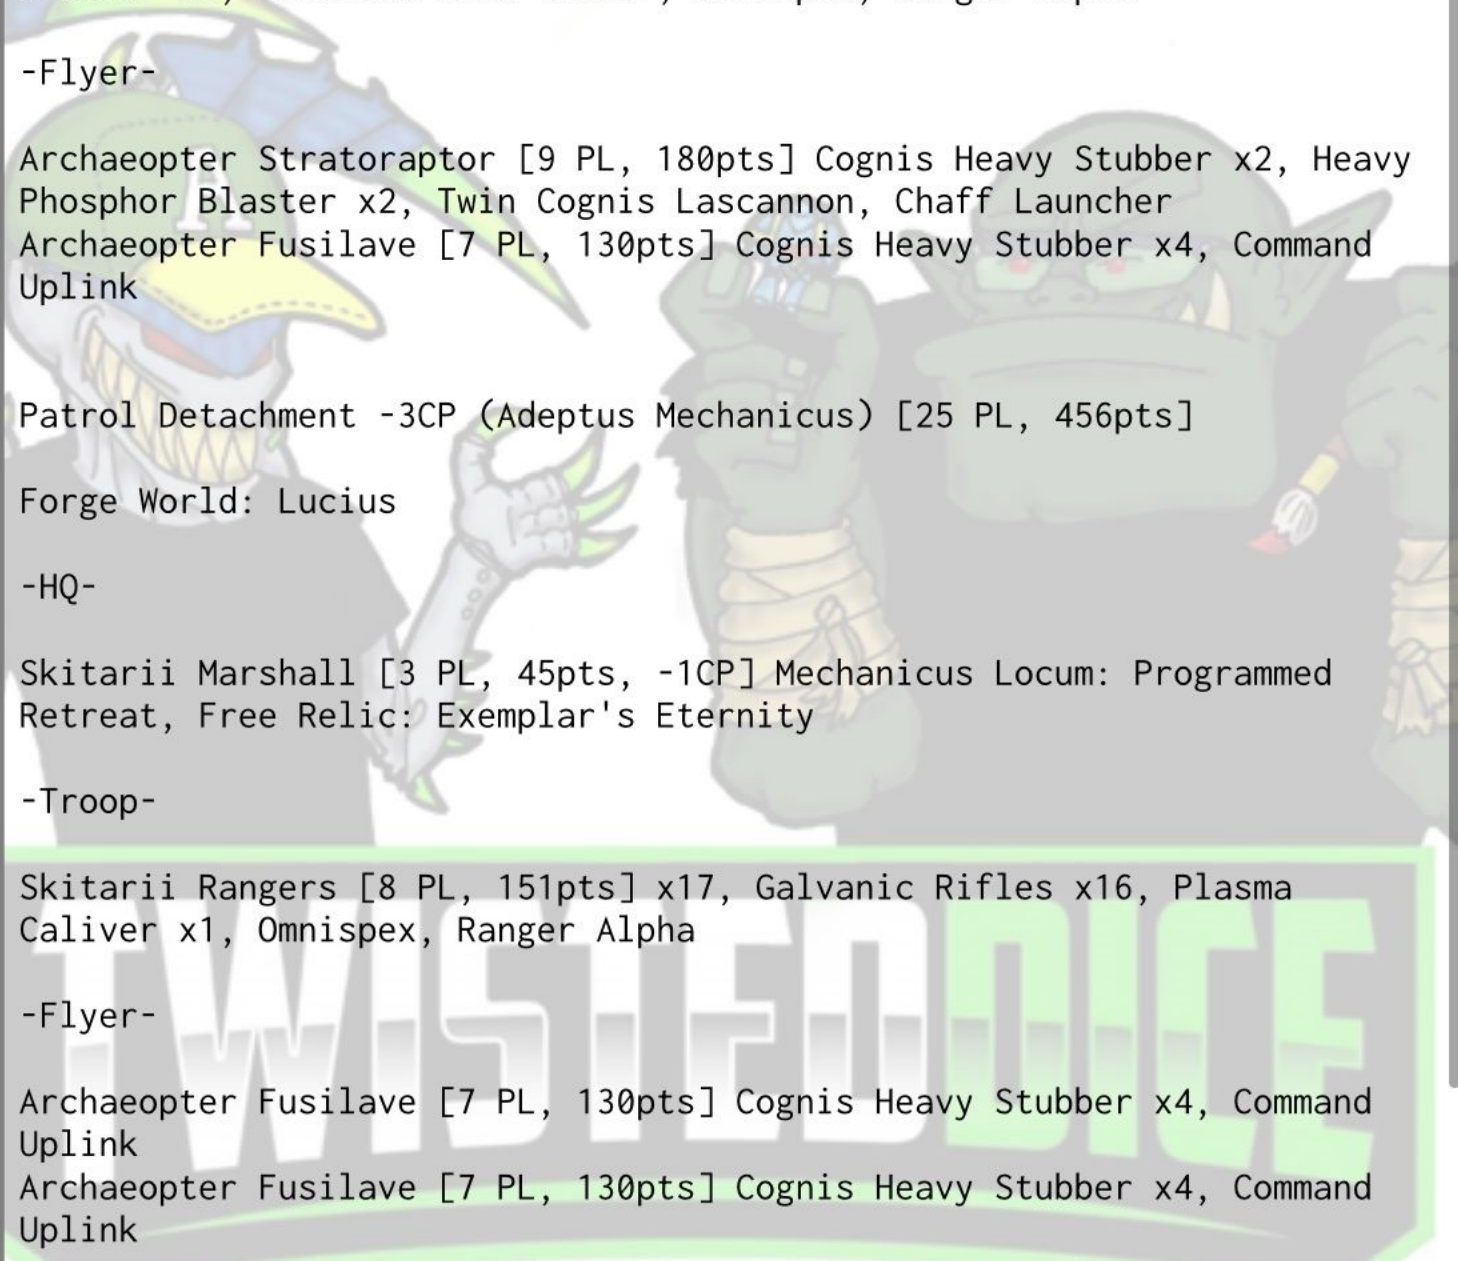 -Flyer-
Archaeopter Stratoraptor [9 PL, 180pts] Cognis Heavy Stubber x2, Heavy
Phosphor Blaster x2, Twin Cognis Lascannon, Chaff Launcher
Archaeopter Fusilave [7 PL, 130pts] Cognis Heavy Stubber x4, Command
Uplink
Patrol Detachment -3CP (Adeptus Mechanicus) [25 PL, 456pts]
Forge World: Lucius
-HQ-
Skitarii Marshall [3 PL, 45pts, -1CP] Mechanicus Locum: Programmed
Retreat, Free Relic: Exemplar's Eternity
-Troop-
Skitarii Rangers [8 PL, 151pts] x17, Galvanic Rifles x16, Plasma
Caliver x1, Omnispex, Ranger Alpha
-Flyer-
Archaeopter Fusilave [7 PL, 130pts] Cognis Heavy Stubber x4, Command
Uplink
Archaeopter Fusilave [7 PL, 130pts] Cognis Heavy Stubber x4, Command
Uplink
A
TWISTEDDICE